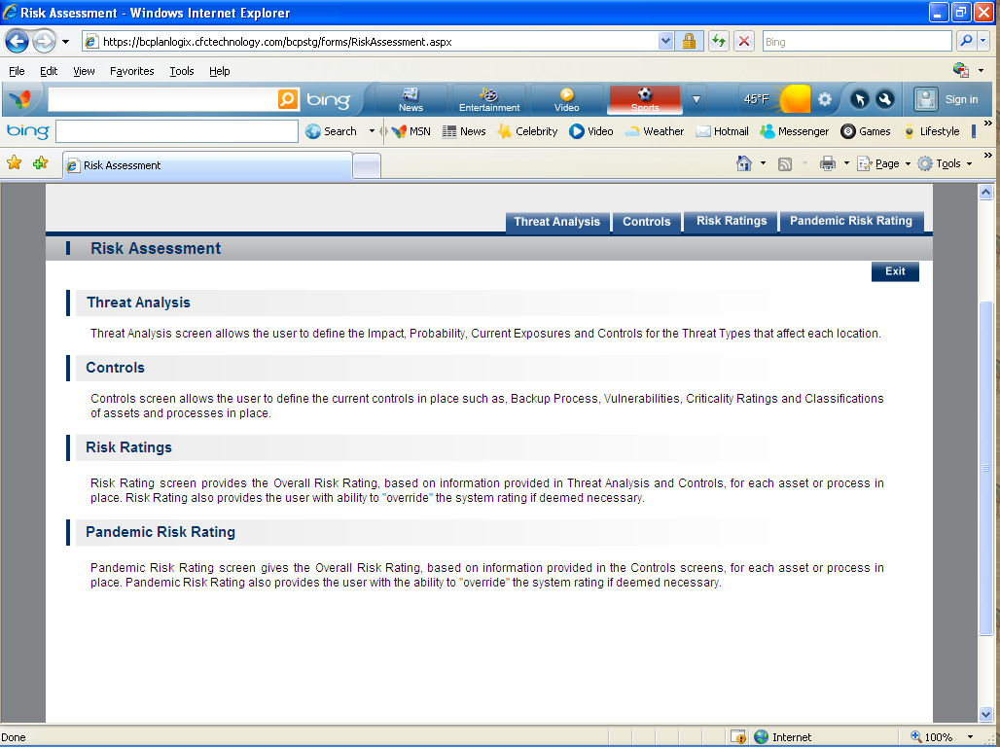 Risk Assessment - Windows Internet Explorer
https://bcplanlogix.cfctechnology.com/bcpstg/forms/RiskAssessment.aspx
Bing
File Edit View Favorites Tools Help
bing News Entertainment Video Sports 45°F Sign in
bing Search MSN News Celebrity Video Weather Hotmail Messenger Games Lifestyle
Risk Assessment Page Tools
Threat Analysis Controls Risk Ratings Pandemic Risk Rating
Risk Assessment
Exit
Threat Analysis
Threat Analysis screen allows the user to define the Impact, Probability, Current Exposures and Controls for the Threat Types that affect each location.
Controls
Controls screen allows the user to define the current controls in place such as, Backup Process, Vulnerabilities, Criticality Ratings and Classifications
of assets and processes in place.
Risk Ratings
Risk Rating screen provides the Overall Risk Rating, based on information provided in Threat Analysis and Controls, for each asset or process in
place. Risk Rating also provides the user with ability to "override" the system rating if deemed necessary.
Pandemic Risk Rating
Pandemic Risk Rating screen gives the Overall Risk Rating, based on information provided in the Controls screens, for each asset or process in
place. Pandemic Risk Rating also provides the user with the ability to "override" the system rating if deemed necessary.
Done Internet 100%